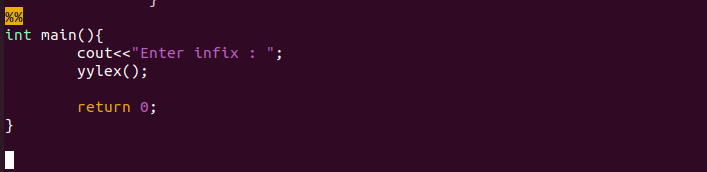 }
%%
int main(){
        cout<<"Enter infix : ";
        yylex();
        return 0;
}